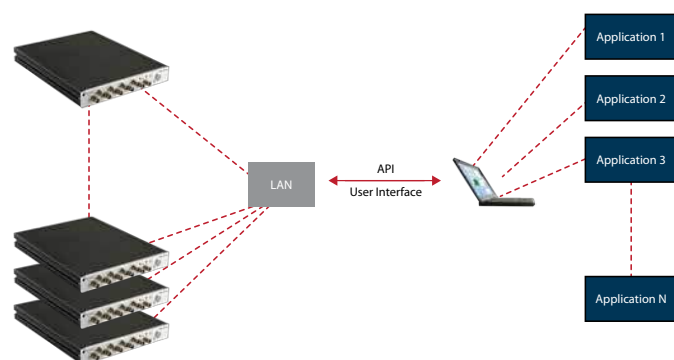 Application 1
Application 2
API
Application 3
LAN
User Interface
Application N